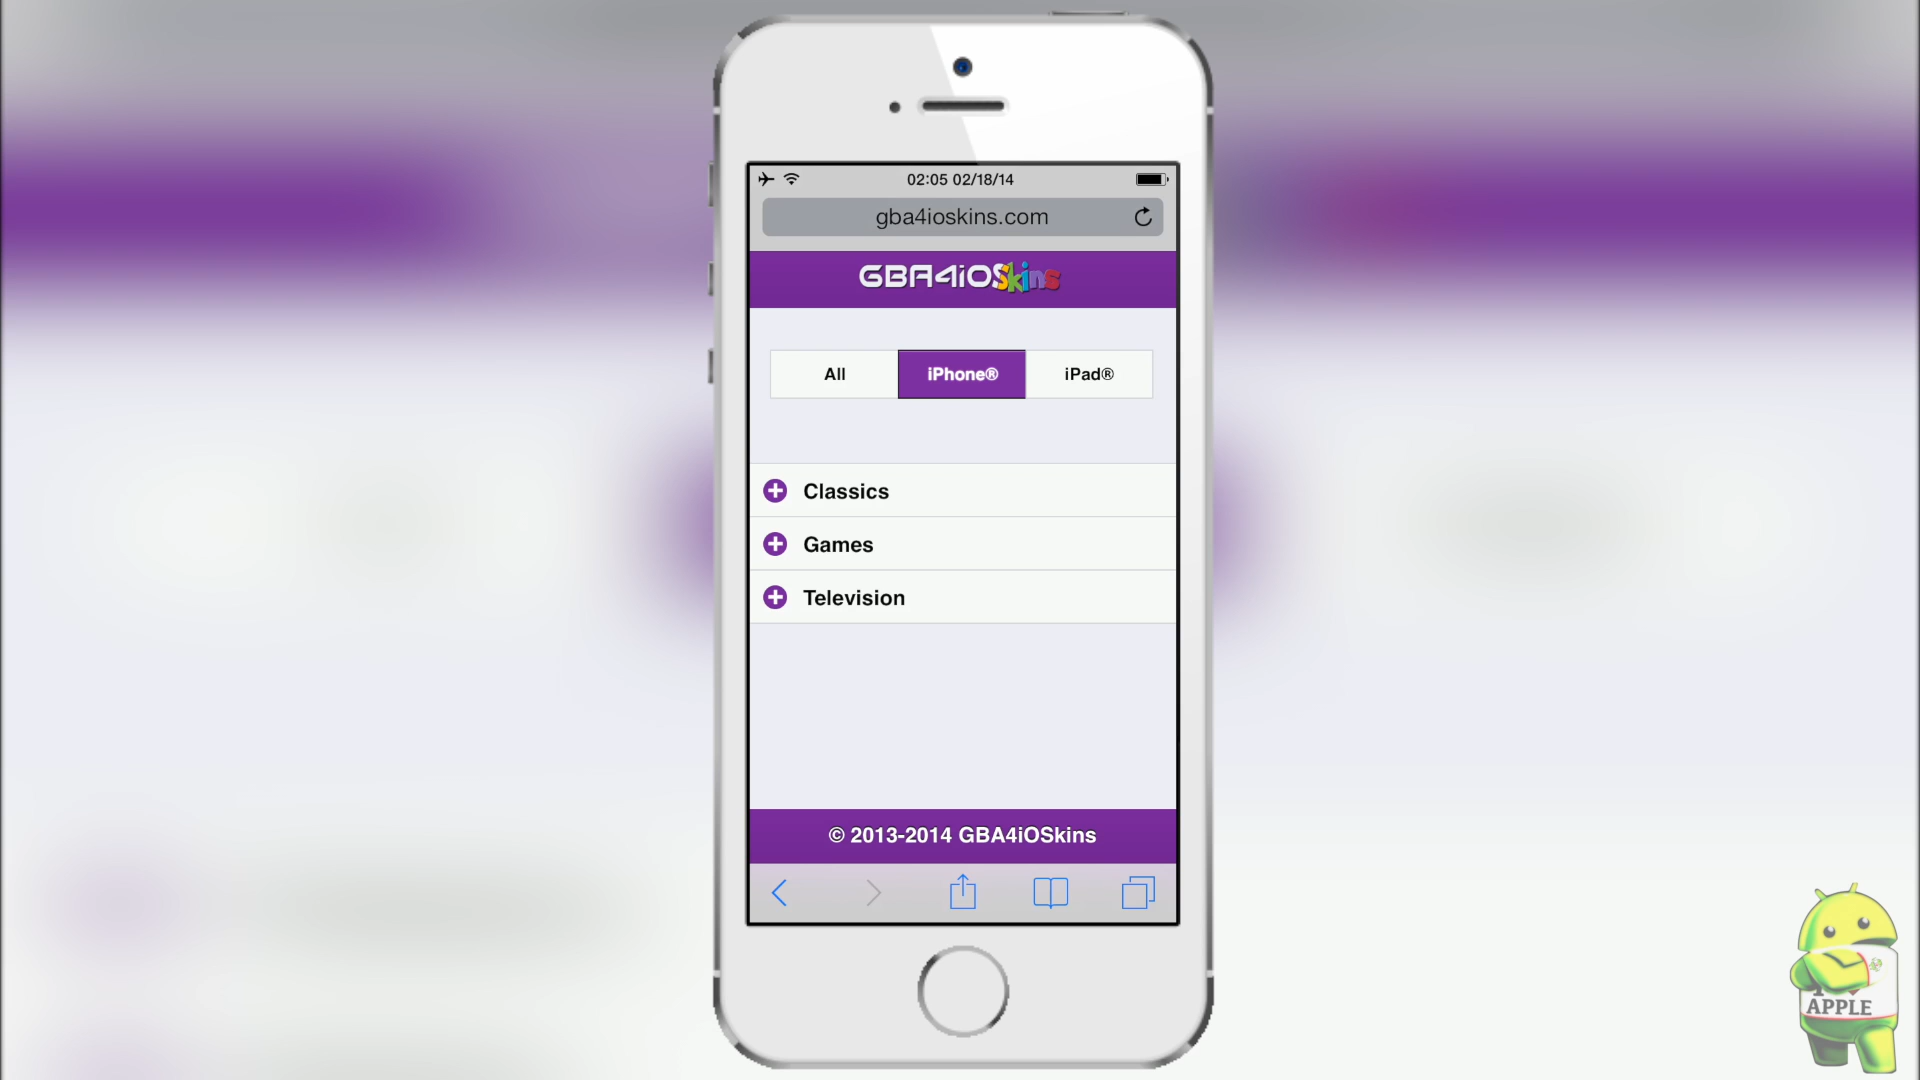 02:05 02/18/14
gba4ioskins.com
GBA4iOSkins
All
iPhone®
iPad®
Classics
Games
Television
© 2013-2014 GBA4iOSkins
APPLE